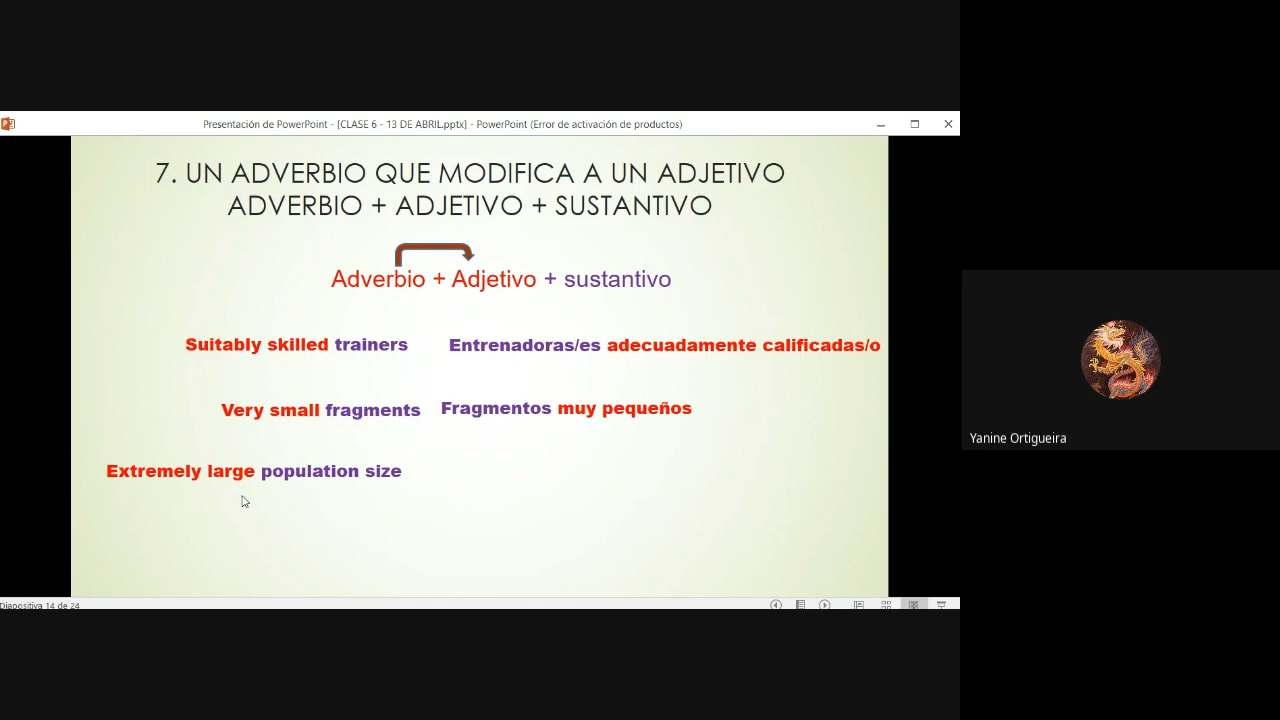 Presentación de PowerPoint - [CLASE 6 - 13 DE ABRIL.pptx] - PowerPoint (Error de activación de productos)
7. UN ADVERBIO QUE MODIFICA A UN ADJETIVO
ADVERBIO + ADJETIVO + SUSTANTIVO
Adverbio + Adjetivo + sustantivo
Suitably skilled trainers Entrenadoras/es adecuadamente calificadas/o
Very small fragments Fragmentos muy pequeños
Extremely large population size
Yanine Ortigueira
Diapositiva 14 de 24